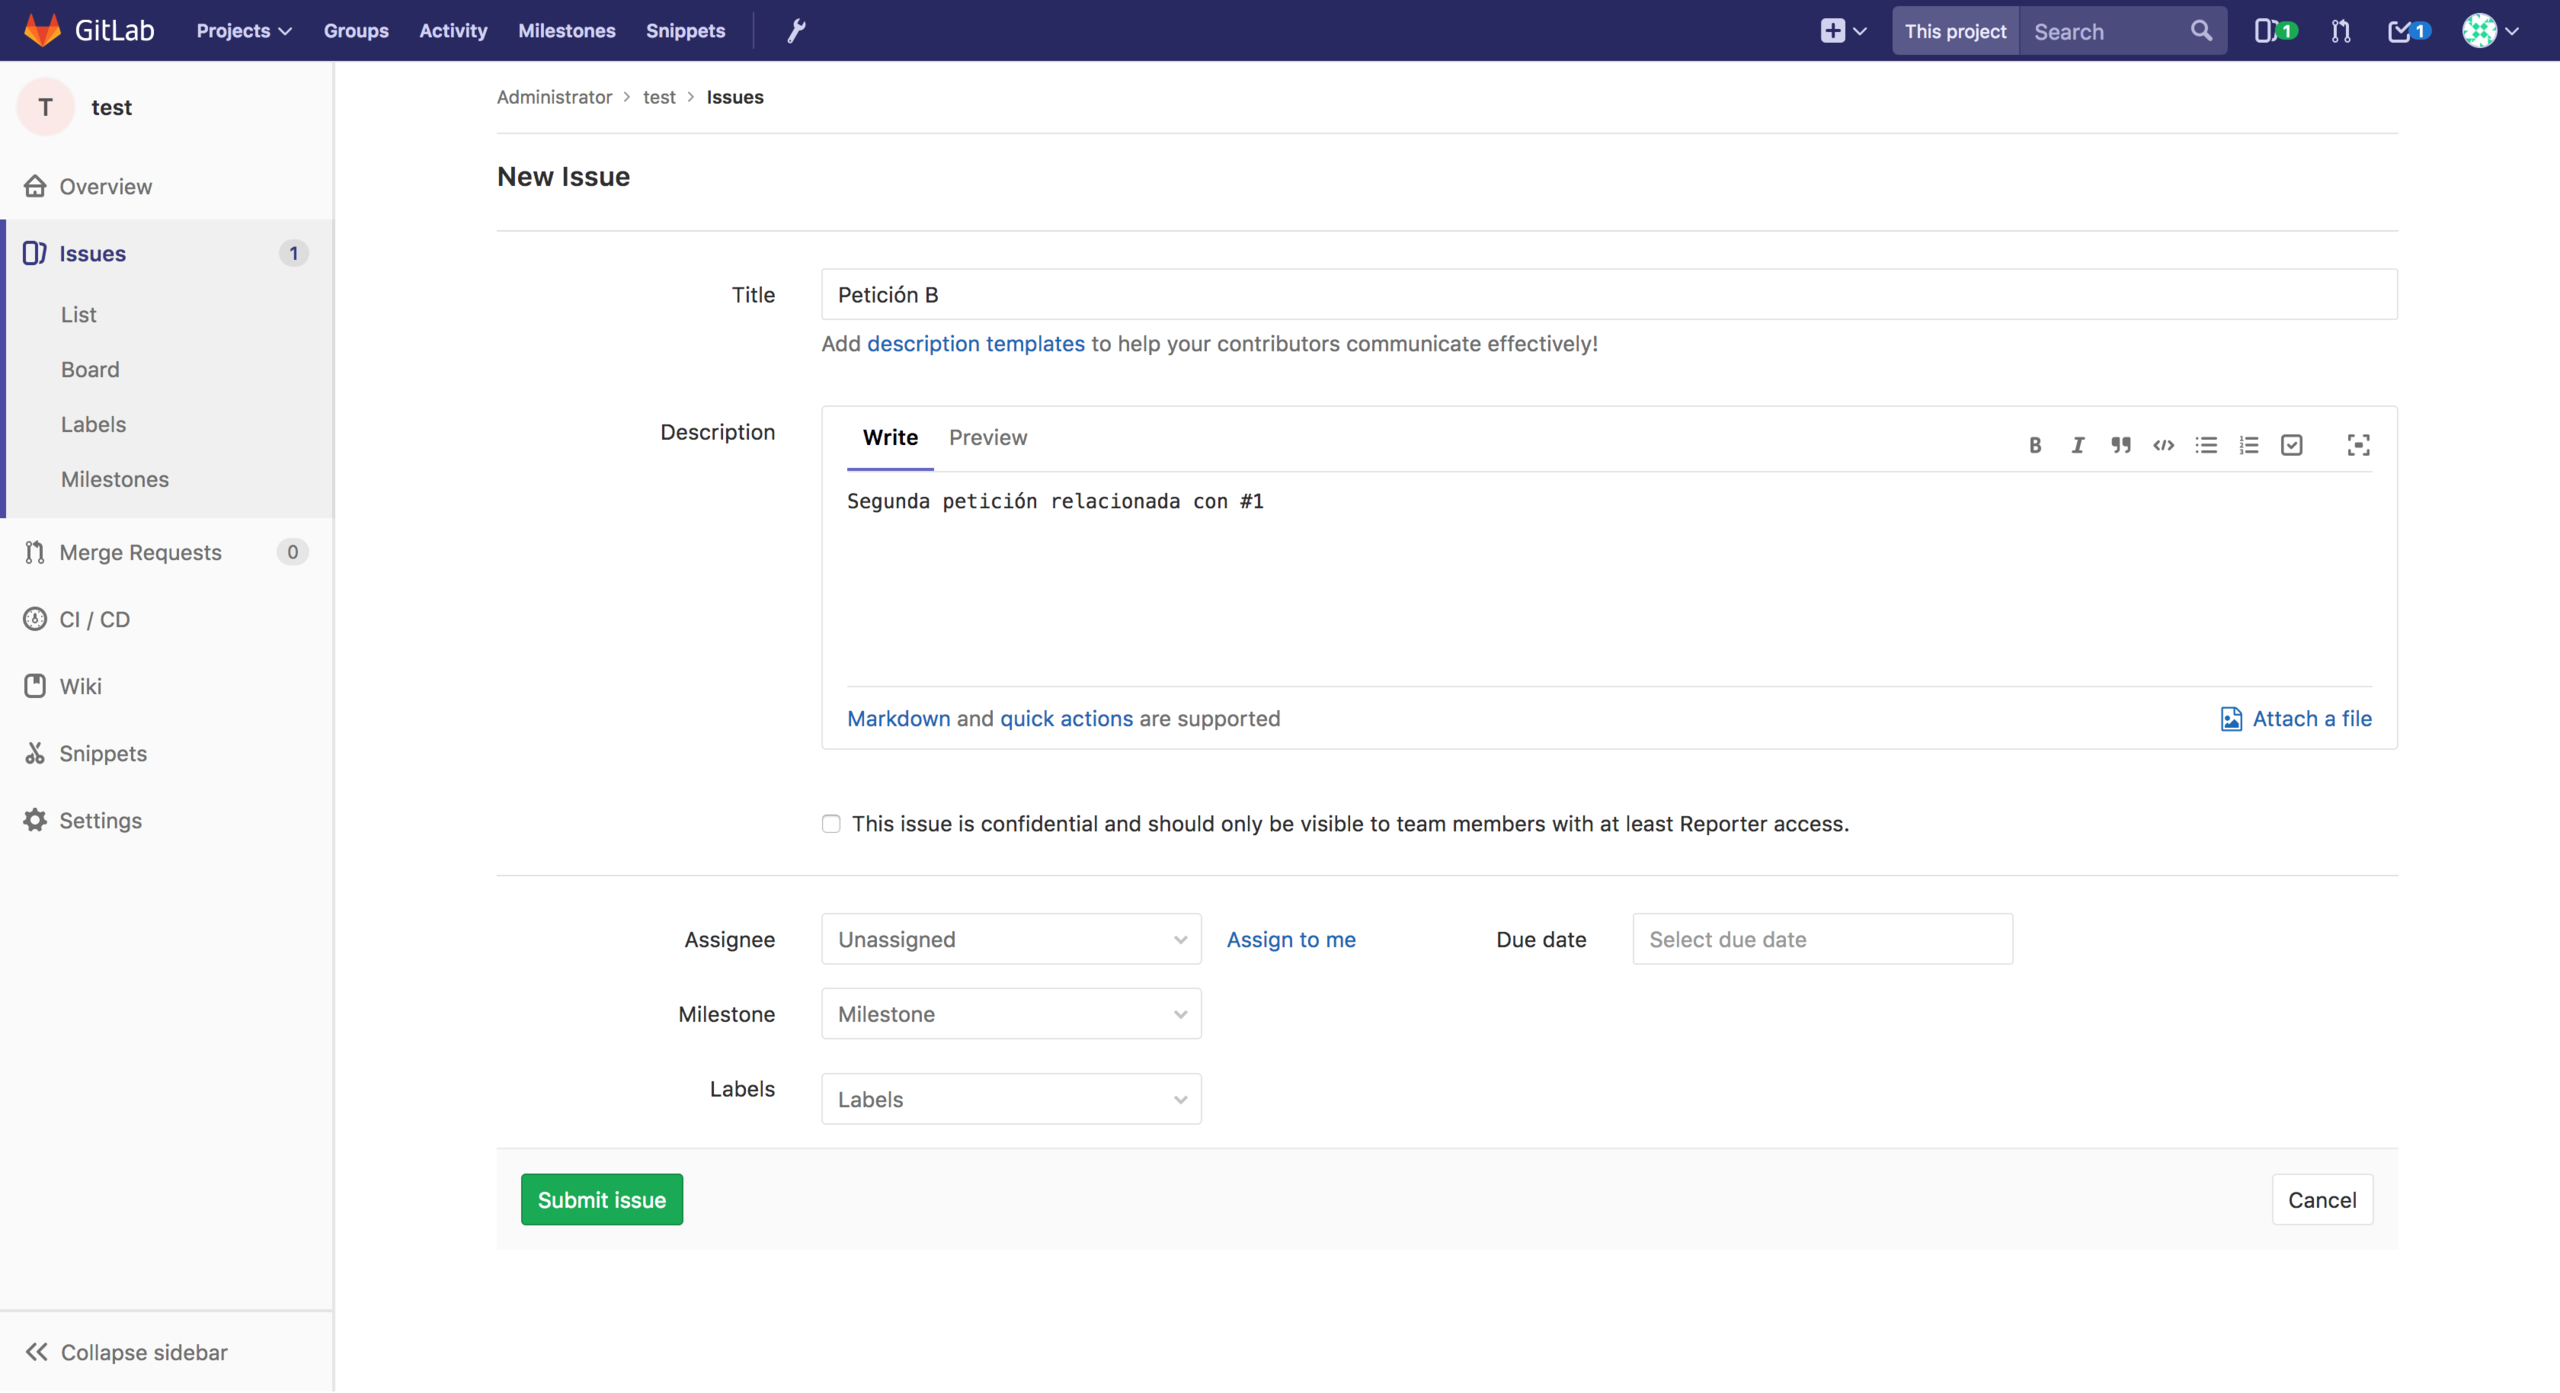 GitLab Projects Groups Activity Milestones Snippets This project Search 1 1
T test
Overview
Issues 1
List
Board
Labels
Milestones
Merge Requests 0
CI / CD
Wiki
Snippets
Settings
Collapse sidebar
Administrator > test > Issues
New Issue
Title Petición B
Add description templates to help your contributors communicate effectively!
Description Write Preview
Segunda petición relacionada con #1
Markdown and quick actions are supported Attach a file
This issue is confidential and should only be visible to team members with at least Reporter access.
Assignee Unassigned Assign to me Due date Select due date
Milestone Milestone
Labels Labels
Submit issue Cancel